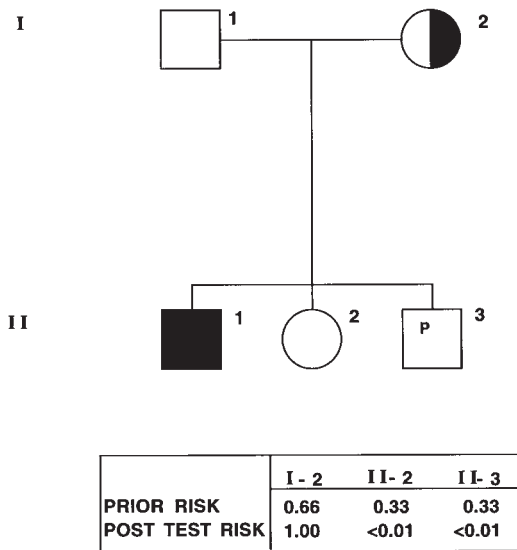 I 1 2
II 1 2 P 3
I-2 II-2 II-3
PRIOR RISK 0.66 0.33 0.33
POST TEST RISK 1.00 <0.01 <0.01